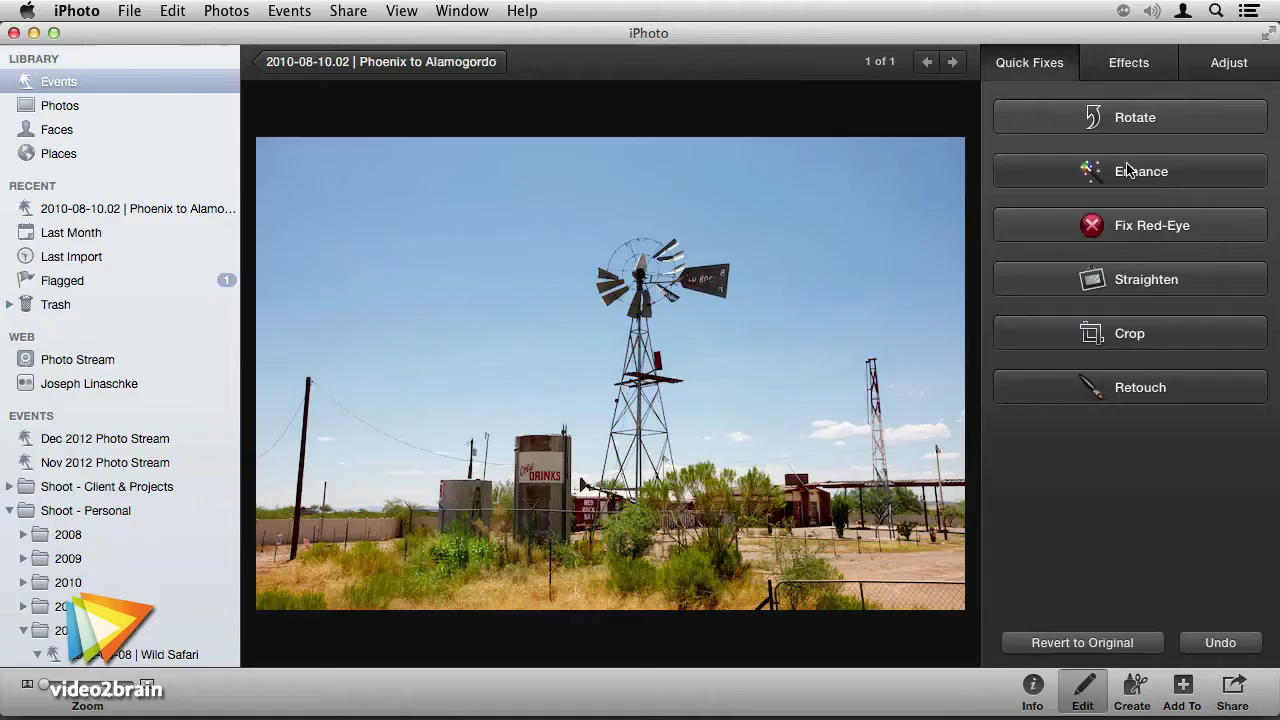 iPhoto File Edit Photos Events Share View Window Help
iPhoto
LIBRARY
Events
Photos
Faces
Places
RECENT
2010-08-10.02 | Phoenix to Alamo...
Last Month
Last Import
Flagged 1
Trash
WEB
Photo Stream
Joseph Linaschke
EVENTS
Dec 2012 Photo Stream
Nov 2012 Photo Stream
Shoot - Client & Projects
Shoot - Personal
2008
2009
2010
Wild Safari
video2brain
Zoom
2010-08-10.02 | Phoenix to Alamogordo
1 of 1
Cold
DRINKS
RED
ROCK
Quick Fixes Effects Adjust
Rotate
Enhance
Fix Red-Eye
Straighten
Crop
Retouch
Revert to Original Undo
Info Edit Create Add To Share